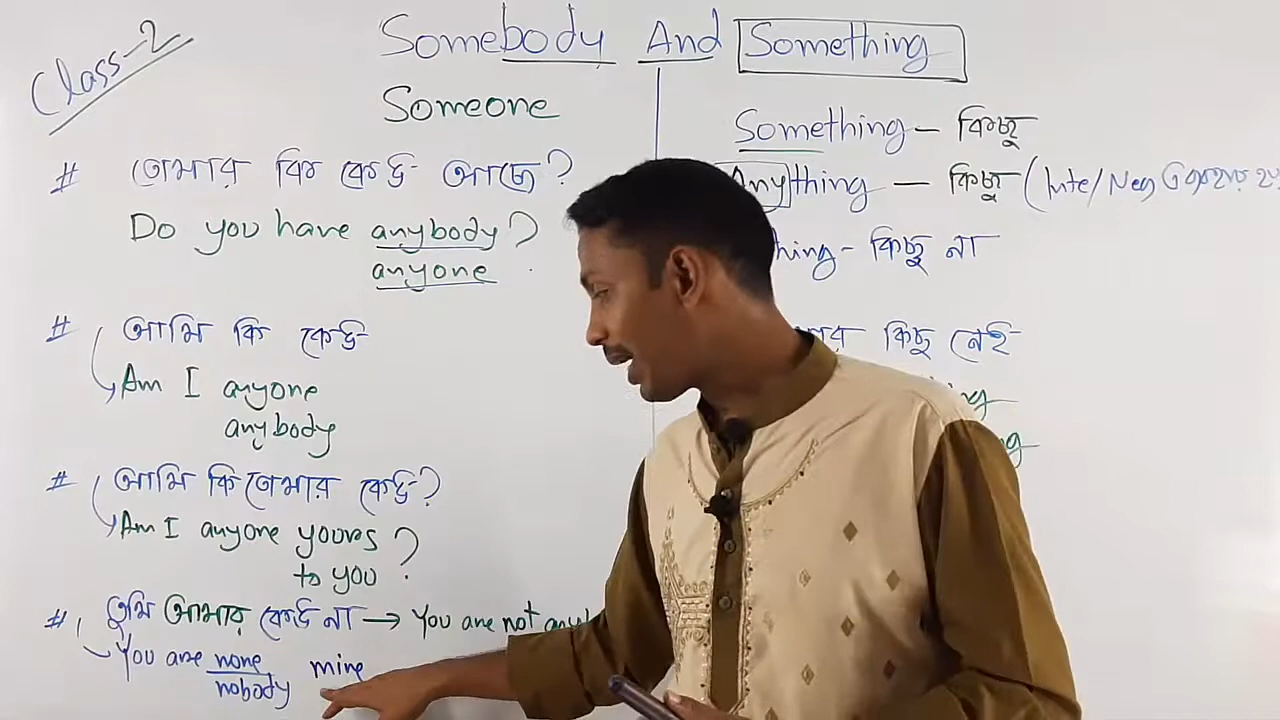 Class-2
Somebody And Something
Someone
# তোমার কি কেউ আছে?
Do you have anybody?
anyone
# আমি কি কেউ
Am I anyone
anybody
# আমি কি তোমার কেউ?
Am I anyone yours ?
to you
# তুমি আমার কেউ না → You are not
You are none mine
nobody
Something – কিছু
Anything – কিছু (Inte/Neg
কিছু না
কিছু নেই